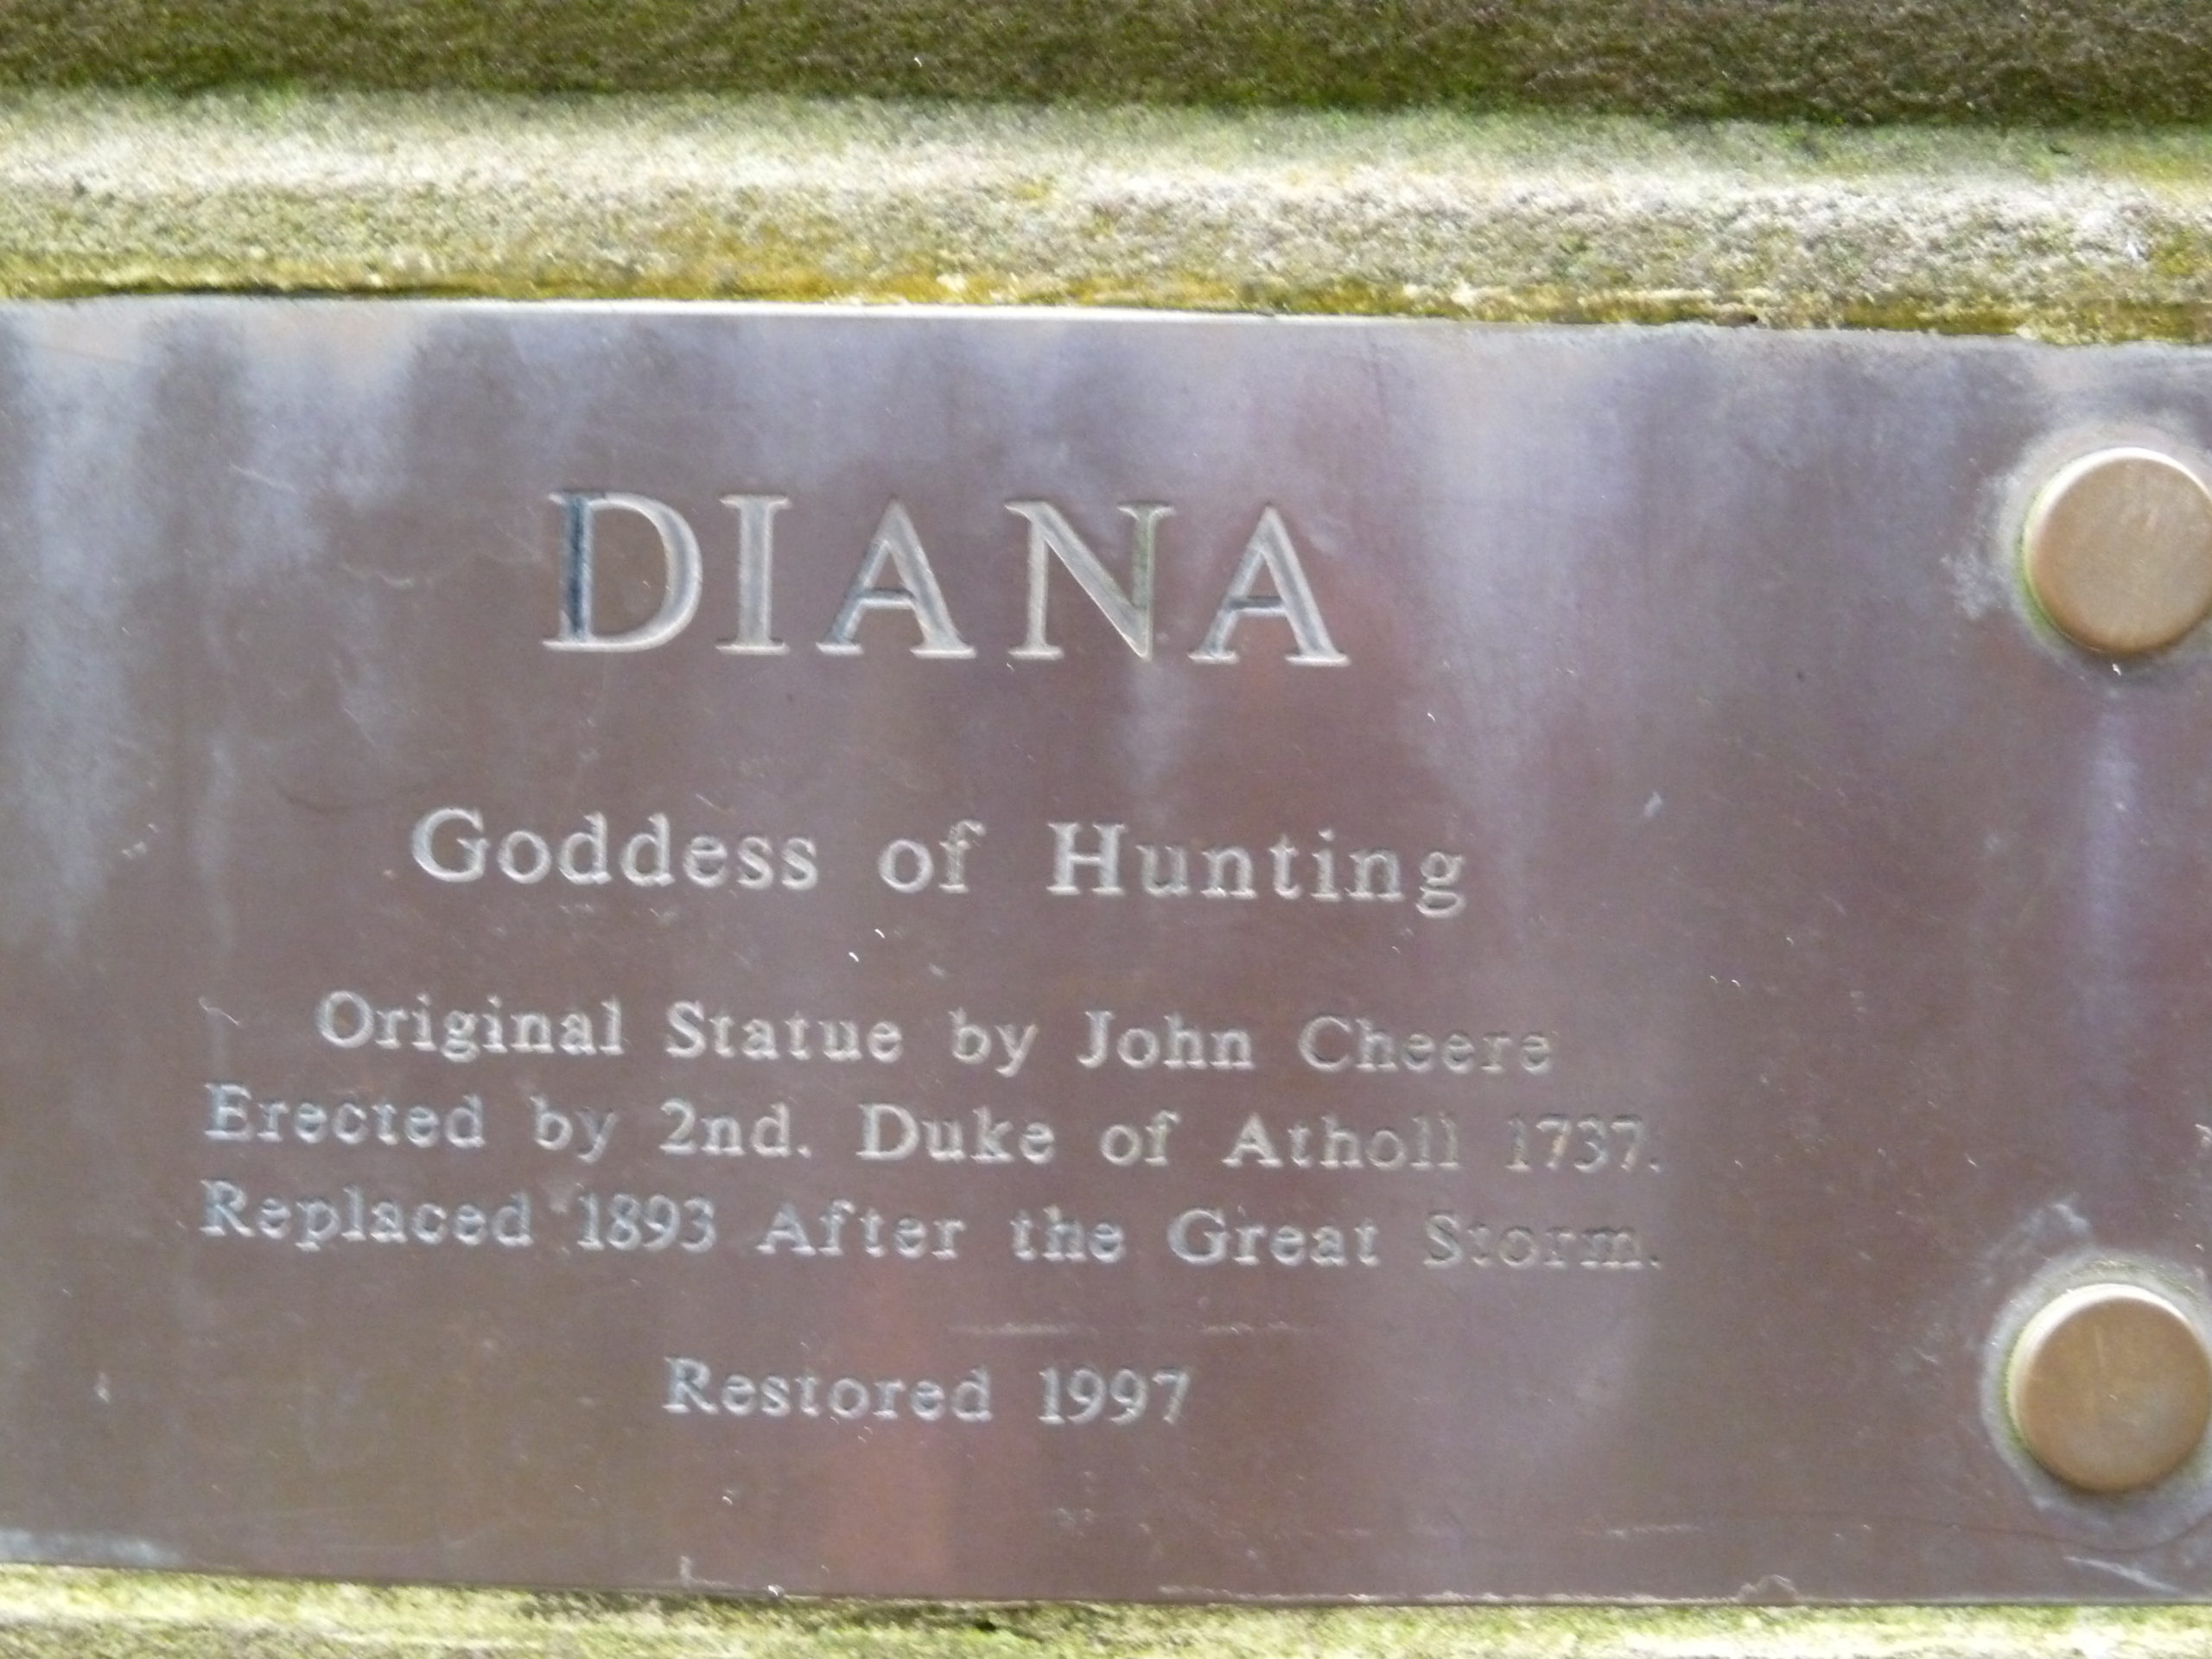 DIANA
Goddess of Hunting
Original Statue by John Cheere
Erected by 2nd. Duke of Atholl 1737.
Replaced 1893 After the Great Storm.
Restored 1997